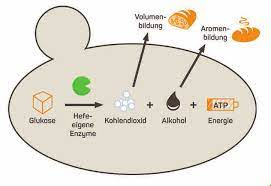 Volumen-
bildung
Aromen-
bildung
ATP
Glukose
Hefe-
eigene
Enzyme
Kohlendioxid
+
Alkohol
+
Energie